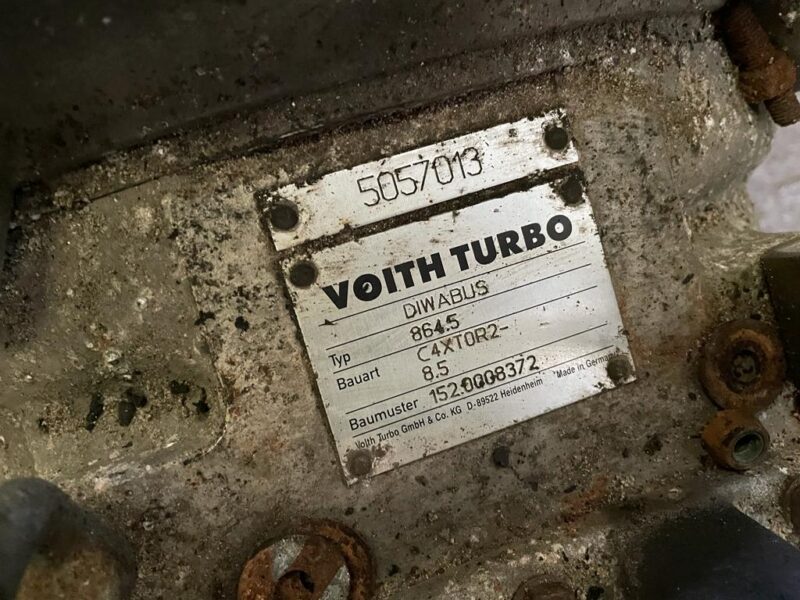 5057013
VOITH TURBO
DIWABUS
Typ 864.5
Bauart C4XT0R2-
8.5
Baumuster 152.0008372
Voith Turbo GmbH & Co. KG D-89522 Heidenheim Made in Germany